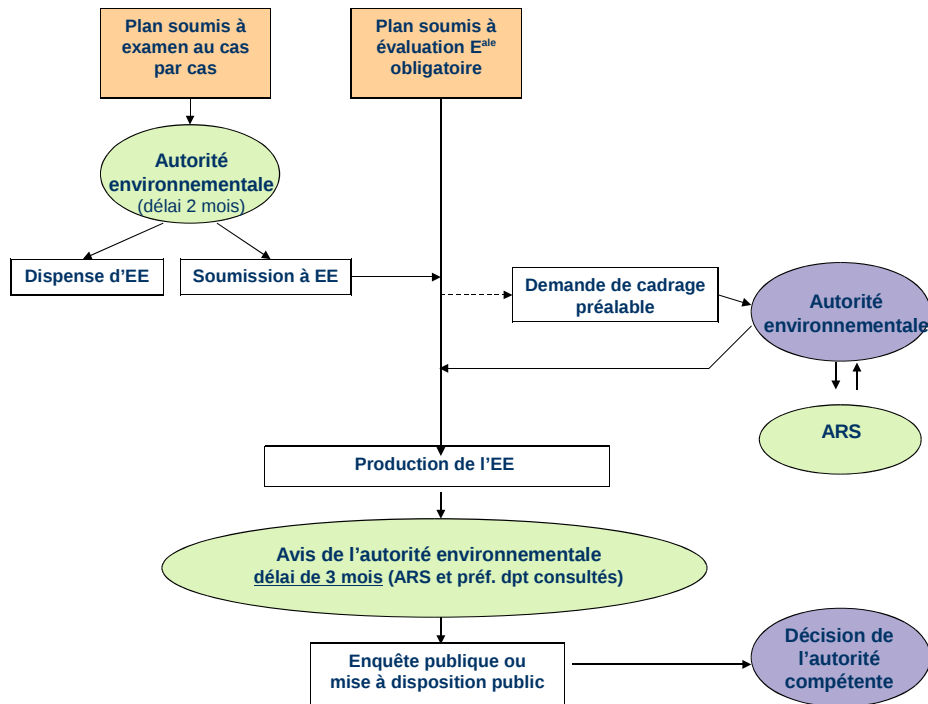 Plan soumis à
examen au cas
par cas
Plan soumis à
évaluation Eale
obligatoire
Autorité
environnementale
(délai 2 mois)
Dispense d’EE
Soumission à EE
Demande de cadrage
préalable
Autorité
environnementale
ARS
Production de l’EE
Avis de l’autorité environnementale
délai de 3 mois (ARS et préf. dpt consultés)
Enquête publique ou
mise à disposition public
Décision de
l’autorité
compétente